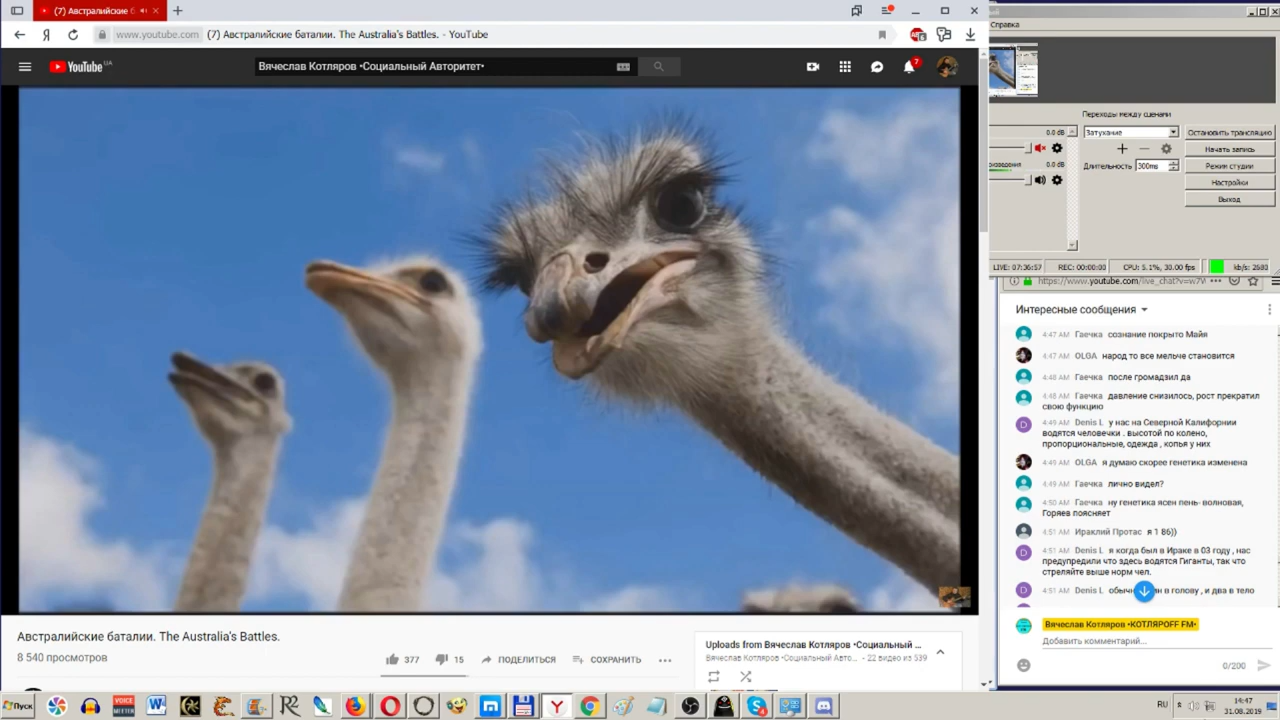 (7) Австралийские б
www.youtube.com
(7) Австралийские баталии. The Australia's Battles. - YouTube
YouTube UA
Вячеслав Котляров •Социальный Авторитет•
7
Справка
Переходы между сценами
0.0 dB
Затухание
Остановить трансляцию
Начать запись
0.0 dB
Длительность
300ms
Режим студии
Настройки
Выход
LIVE: 07:36:57
REC: 00:00:00
CPU: 5.1%, 30.00 fps
kb/s: 2680
Интересные сообщения
4:47 AM Гаечка сознание покрыто Майя
4:47 AM OLGA народ то все мельче становится
4:48 AM Гаечка после громадзил да
4:48 AM Гаечка давление снизилось, рост прекратил
свою функцию
4:49 AM Denis L у нас на Северной Калифорнии
водятся человечки . высотой по колено,
пропорциональные, одежда , копья у них
4:49 AM OLGA я думаю скорее генетика изменена
4:49 AM Гаечка лично видел?
4:50 AM Гаечка ну генетика ясен пень- волновая,
Горяев поясняет
4:51 AM Ираклий Протас я 1 86))
4:51 AM Denis L я когда был в Ираке в 03 году , нас
предупредили что здесь водятся Гиганты, так что
стреляйте выше норм чел.
4:51 AM Denis L в голову , и два в тело
Вячеслав Котляров •КОТЛЯРОFF FM•
Добавить комментарий...
0/200
Австралийские баталии. The Australia's Battles.
8 540 просмотров
377
15
ПОДЕЛИТЬСЯ
СОХРАНИТЬ
Uploads from Вячеслав Котляров •Социальный ...
Вячеслав Котляров •Социальный Авто... - 22 видео из 539
Пуск
VOICE
MEETER
RU
14:47
31.08.2019